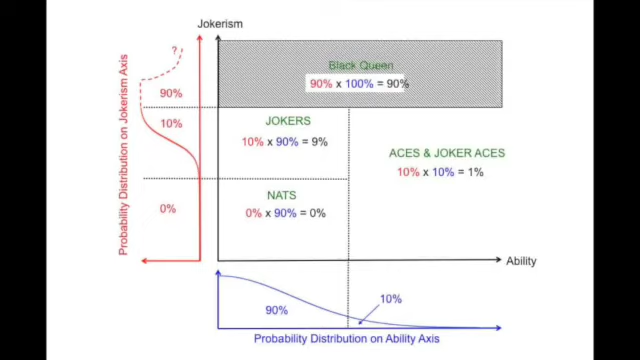 Jokerism
?
90%
10%
0%
Probability Distribution on Jokerism Axis
Black Queen
90% x 100% = 90%
JOKERS
10% x 90% = 9%
ACES & JOKER ACES
10% x 10% = 1%
NATS
0% x 90% = 0%
Ability
90%
10%
Probability Distribution on Ability Axis